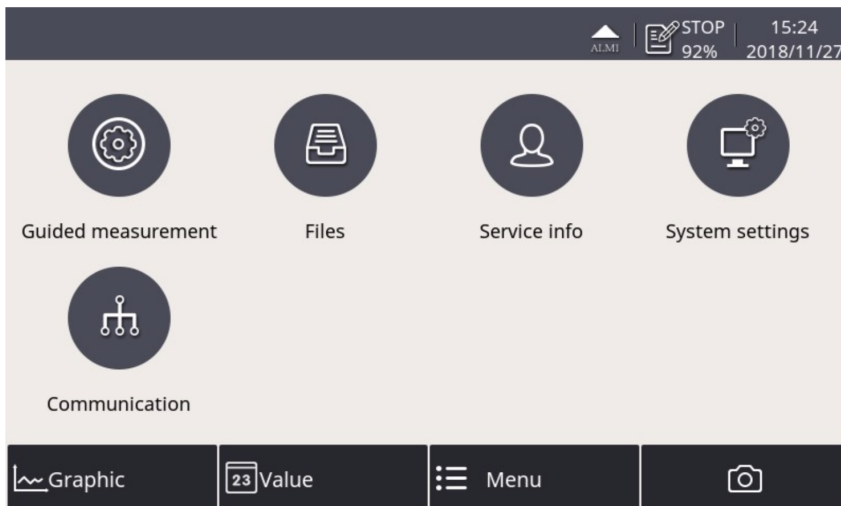 ALMI
STOP
92%
15:24
2018/11/27
Guided measurement
Files
Service info
System settings
Communication
Graphic
23
Value
Menu